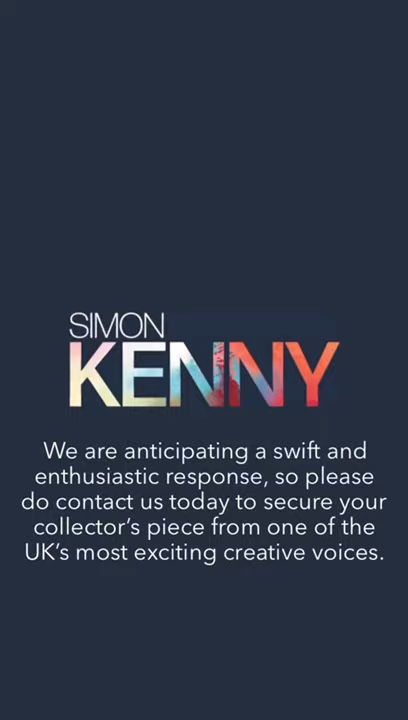 SIMON
KENNY
We are anticipating a swift and
enthusiastic response, so please
do contact us today to secure your
collector’s piece from one of the
UK’s most exciting creative voices.